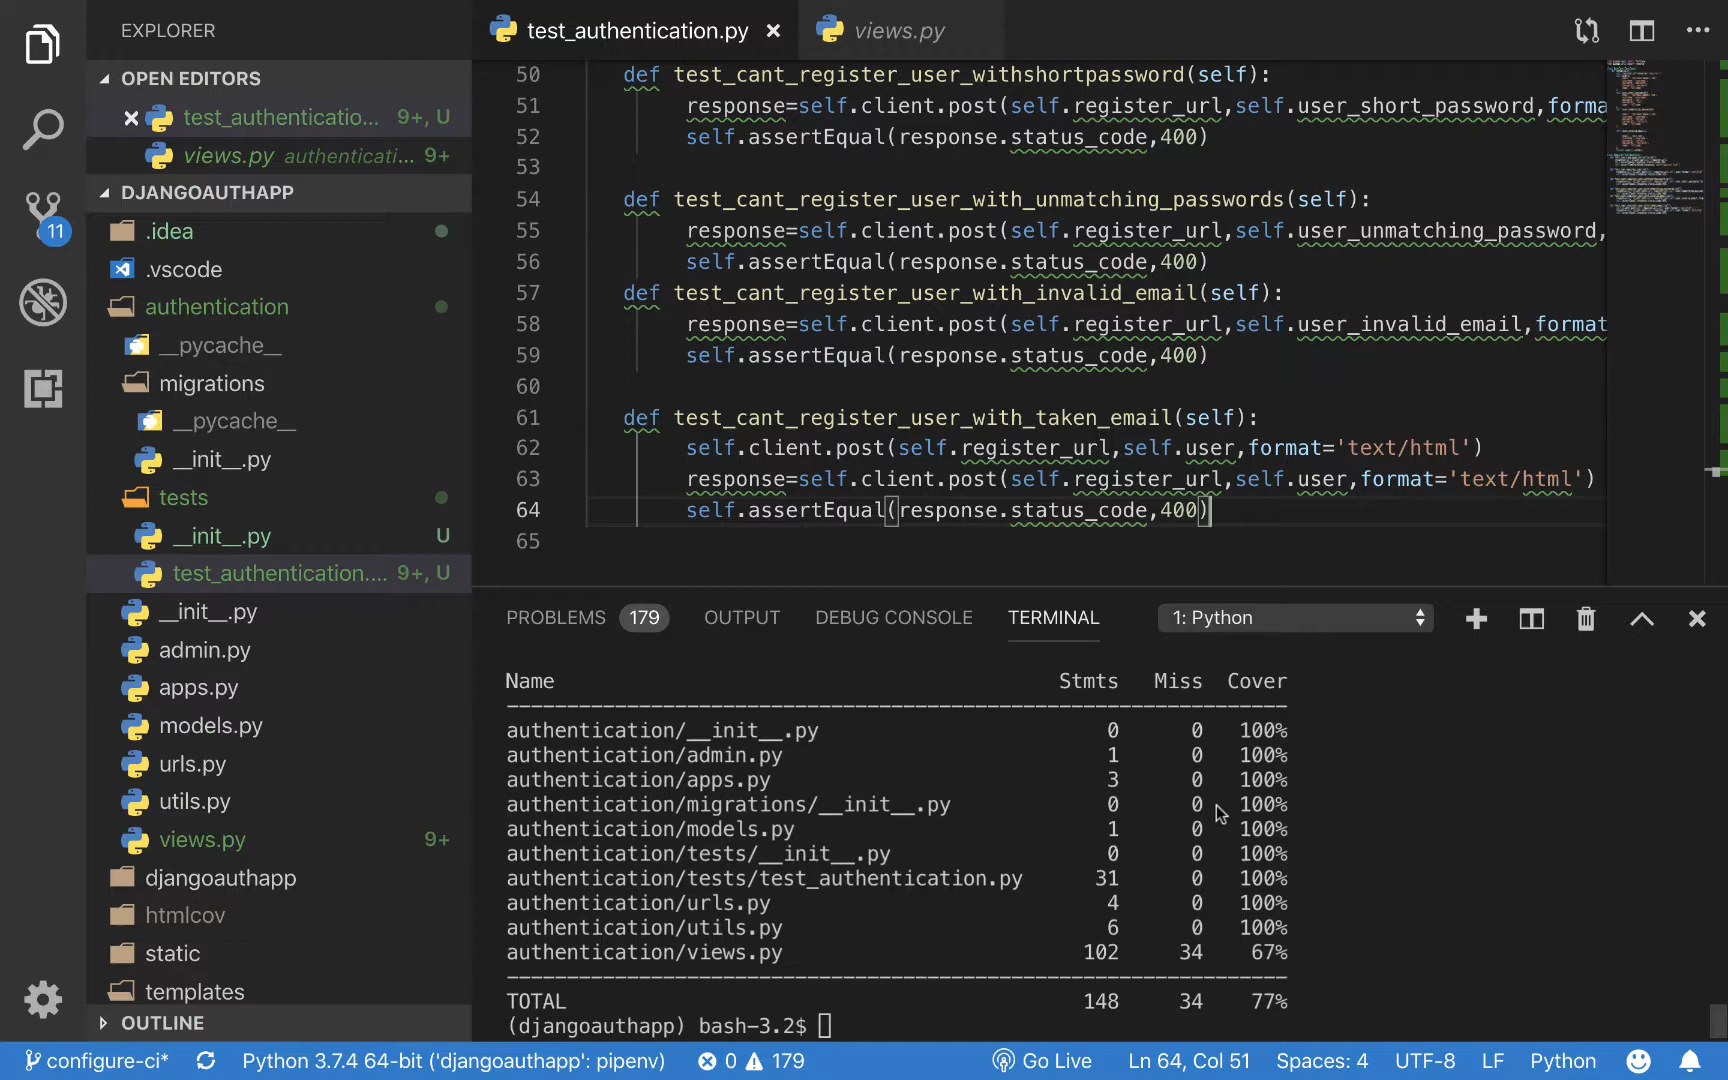 EXPLORER
OPEN EDITORS
test_authenticatio... 9+, U
views.py authenticati... 9+
DJANGOAUTHAPP
.idea
.vscode
authentication
__pycache__
migrations
__pycache__
__init__.py
tests
__init__.py U
test_authentication.... 9+, U
__init__.py
admin.py
apps.py
models.py
urls.py
utils.py
views.py 9+
djangoauthapp
htmlcov
static
templates
OUTLINE
11
test_authentication.py
views.py
50 def test_cant_register_user_withshortpassword(self):
51 response=self.client.post(self.register_url,self.user_short_password,forma
52 self.assertEqual(response.status_code,400)
53
54 def test_cant_register_user_with_unmatching_passwords(self):
55 response=self.client.post(self.register_url,self.user_unmatching_password,
56 self.assertEqual(response.status_code,400)
57 def test_cant_register_user_with_invalid_email(self):
58 response=self.client.post(self.register_url,self.user_invalid_email,format
59 self.assertEqual(response.status_code,400)
60
61 def test_cant_register_user_with_taken_email(self):
62 self.client.post(self.register_url,self.user,format='text/html')
63 response=self.client.post(self.register_url,self.user,format='text/html')
64 self.assertEqual(response.status_code,400)
65
PROBLEMS 179 OUTPUT DEBUG CONSOLE TERMINAL 1: Python
Name Stmts Miss Cover
------------------------------------------------------------------
authentication/__init__.py 0 0 100%
authentication/admin.py 1 0 100%
authentication/apps.py 3 0 100%
authentication/migrations/__init__.py 0 0 100%
authentication/models.py 1 0 100%
authentication/tests/__init__.py 0 0 100%
authentication/tests/test_authentication.py 31 0 100%
authentication/urls.py 4 0 100%
authentication/utils.py 6 0 100%
authentication/views.py 102 34 67%
------------------------------------------------------------------
TOTAL 148 34 77%
(djangoauthapp) bash-3.2$
configure-ci* Python 3.7.4 64-bit ('djangoauthapp': pipenv) 0 179 Go Live Ln 64, Col 51 Spaces: 4 UTF-8 LF Python